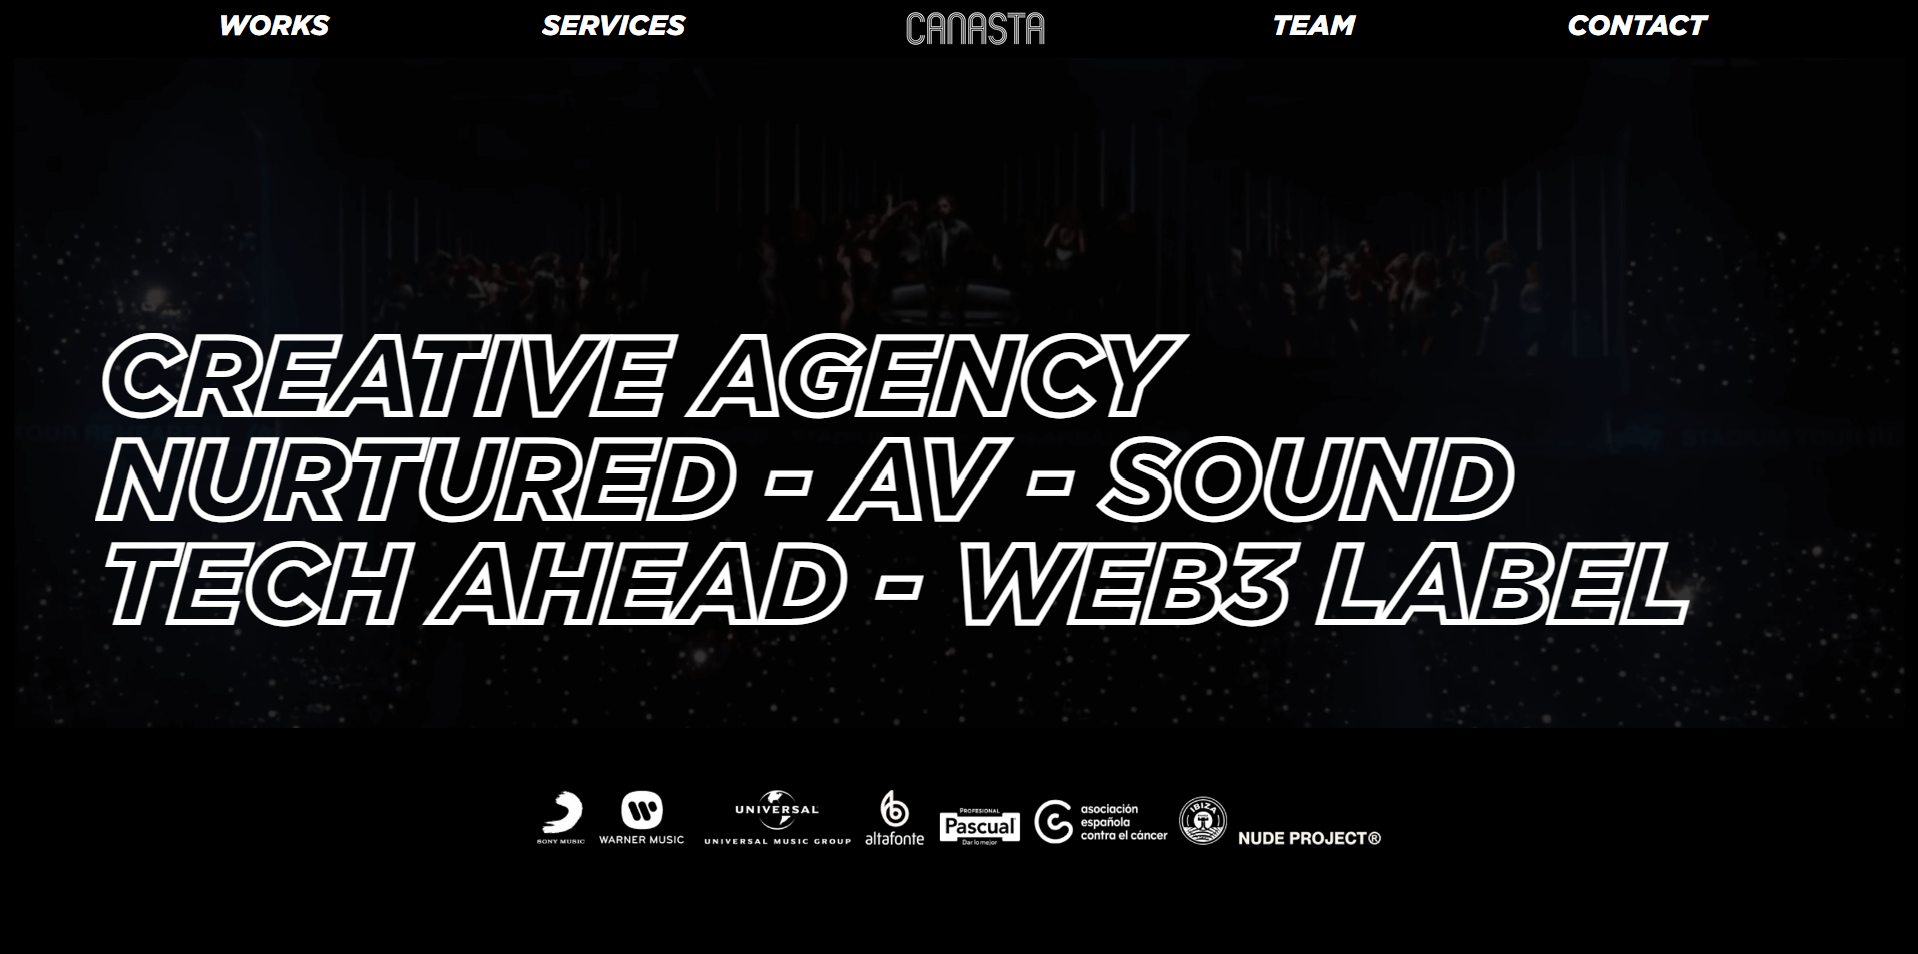 WORKS
SERVICES
CANASTA
TEAM
CONTACT
CREATIVE AGENCY
NURTURED - AV - SOUND
TECH AHEAD - WEB3 LABEL
SONY MUSIC
WARNER MUSIC
UNIVERSAL
UNIVERSAL MUSIC GROUP
altafonte
PROFESIONAL
Pascual
Dar lo mejor
asociación
española
contra el cáncer
IBIZA
NUDE PROJECT®